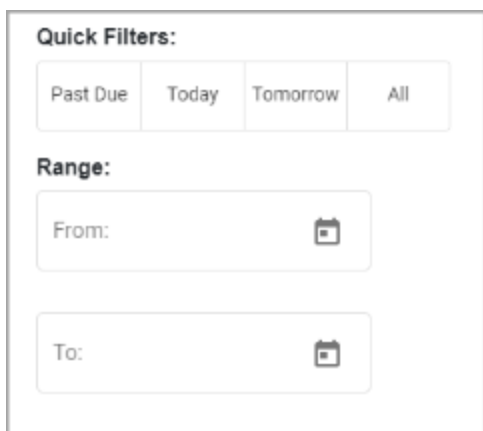 Quick Filters:
Past Due Today Tomorrow All
Range:
From:
To: